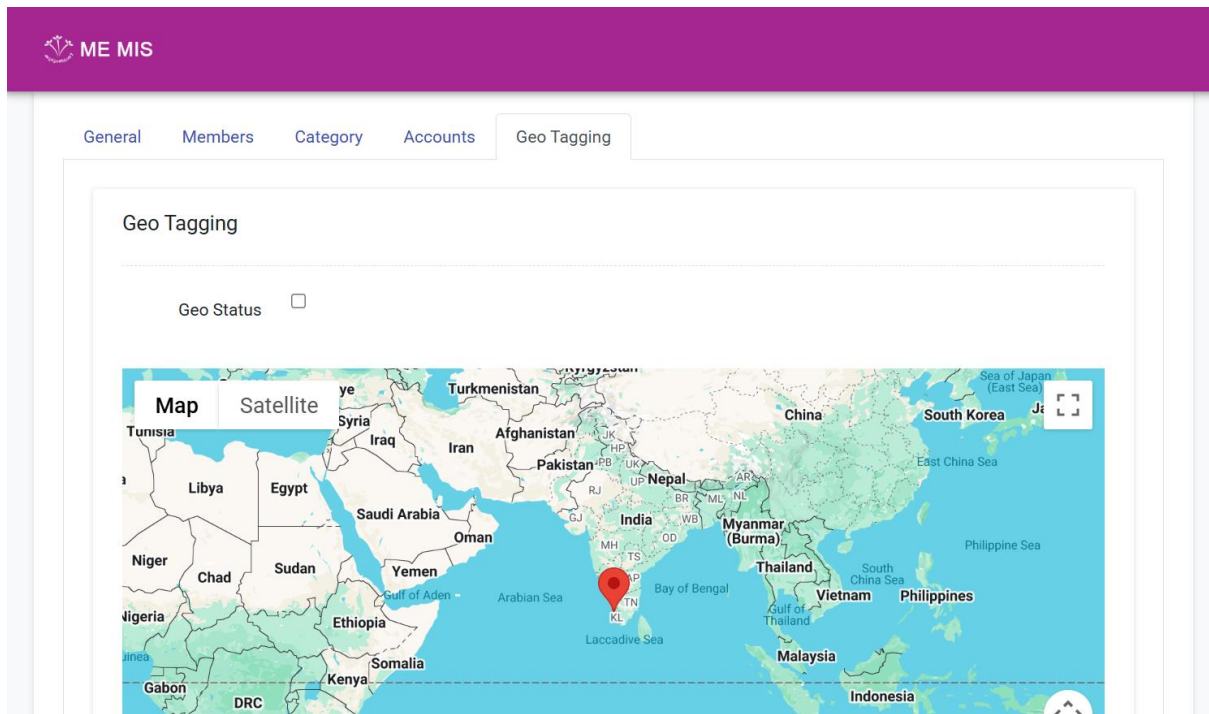 ME MIS
General Members Category Accounts Geo Tagging
Geo Tagging
Geo Status
Map Satellite
Turkmenistan
Sea of Japan
(East Sea)
China
South Korea
Tunisia
Syria
Iraq
Iran
Afghanistan
JK
HP
Pakistan
PB
UK
East China Sea
Libya
Egypt
RJ
UP
Nepal
AR
BR
ML
NL
Saudi Arabia
GJ
India
WB
Myanmar
(Burma)
Oman
MH
OD
TS
Philippine Sea
Niger
Chad
Sudan
Yemen
Thailand
South
China Sea
Gulf of Aden
Arabian Sea
AP
Bay of Bengal
Vietnam
Philippines
TN
KL
Gulf of
Thailand
Nigeria
Ethiopia
Laccadive Sea
Somalia
Malaysia
Kenya
Gabon
DRC
Indonesia